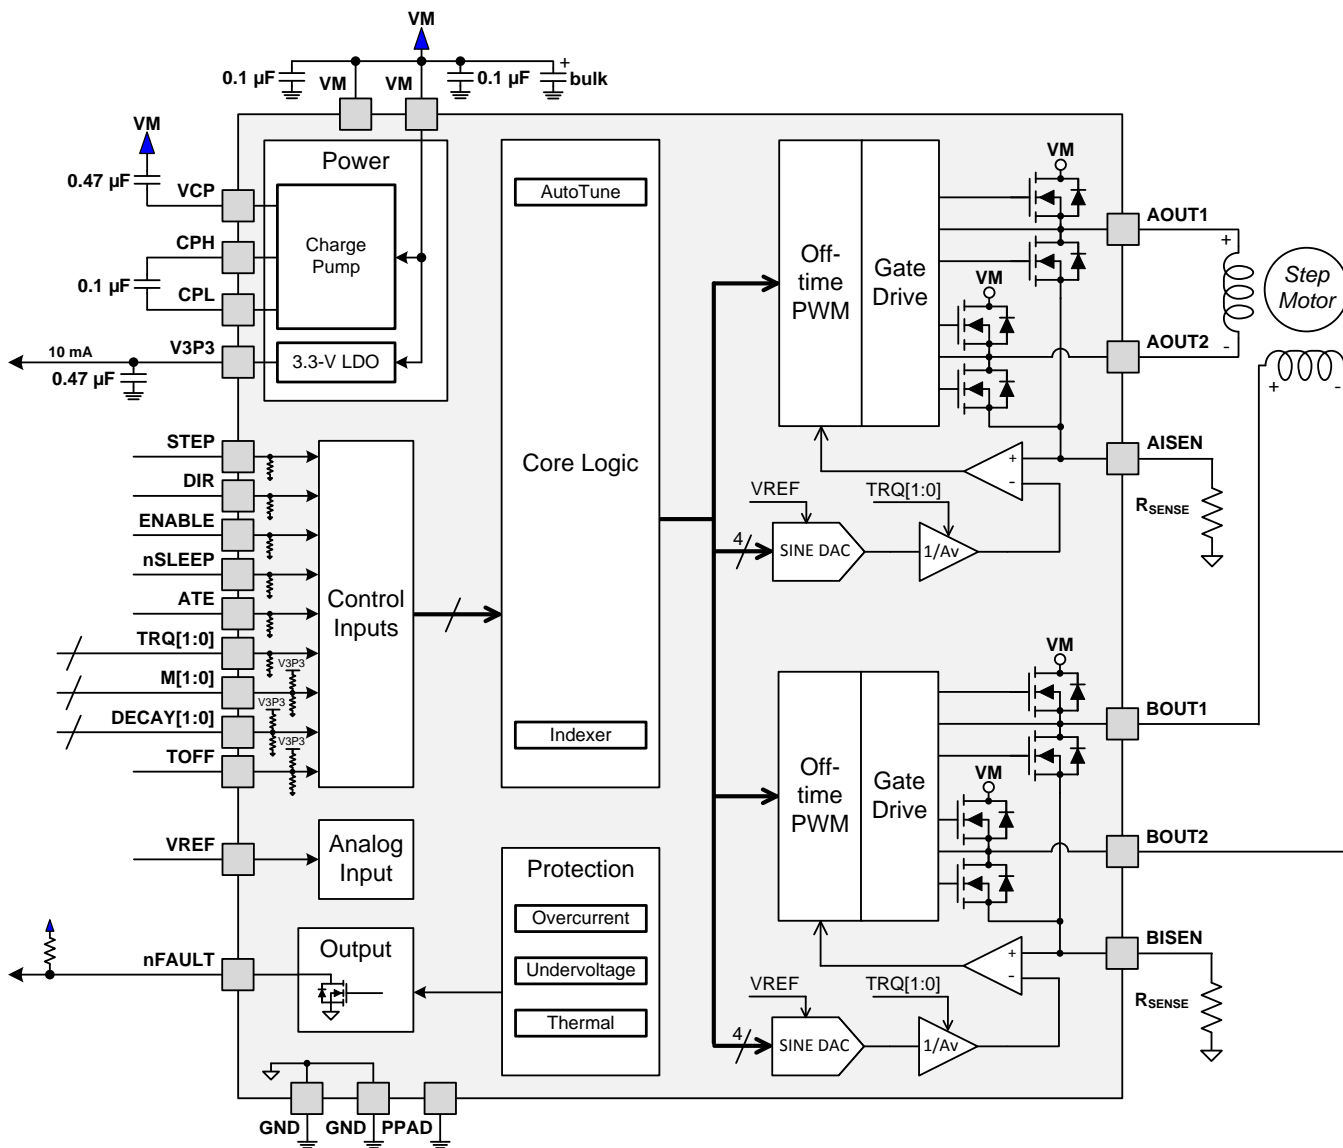 VM
0.1 µF
VM
VM
0.1 µF
+
bulk
VM
0.47 µF
VCP
CPH
0.1 µF
CPL
10 mA
V3P3
0.47 µF
Power
Charge
Pump
3.3-V LDO
STEP
DIR
ENABLE
nSLEEP
ATE
TRQ[1:0]
M[1:0]
DECAY[1:0]
TOFF
V3P3
V3P3
V3P3
Control
Inputs
VREF
Analog
Input
nFAULT
Output
GND
GND
PPAD
AutoTune
Core Logic
Indexer
Protection
Overcurrent
Undervoltage
Thermal
Off-
time
PWM
Gate
Drive
VM
VM
AOUT1
+
Step
Motor
AOUT2
-
+
-
AISEN
RSENSE
+
-
VREF
TRQ[1:0]
4
SINE DAC
1/Av
Off-
time
PWM
Gate
Drive
VM
VM
BOUT1
BOUT2
BISEN
RSENSE
+
-
VREF
TRQ[1:0]
4
SINE DAC
1/Av